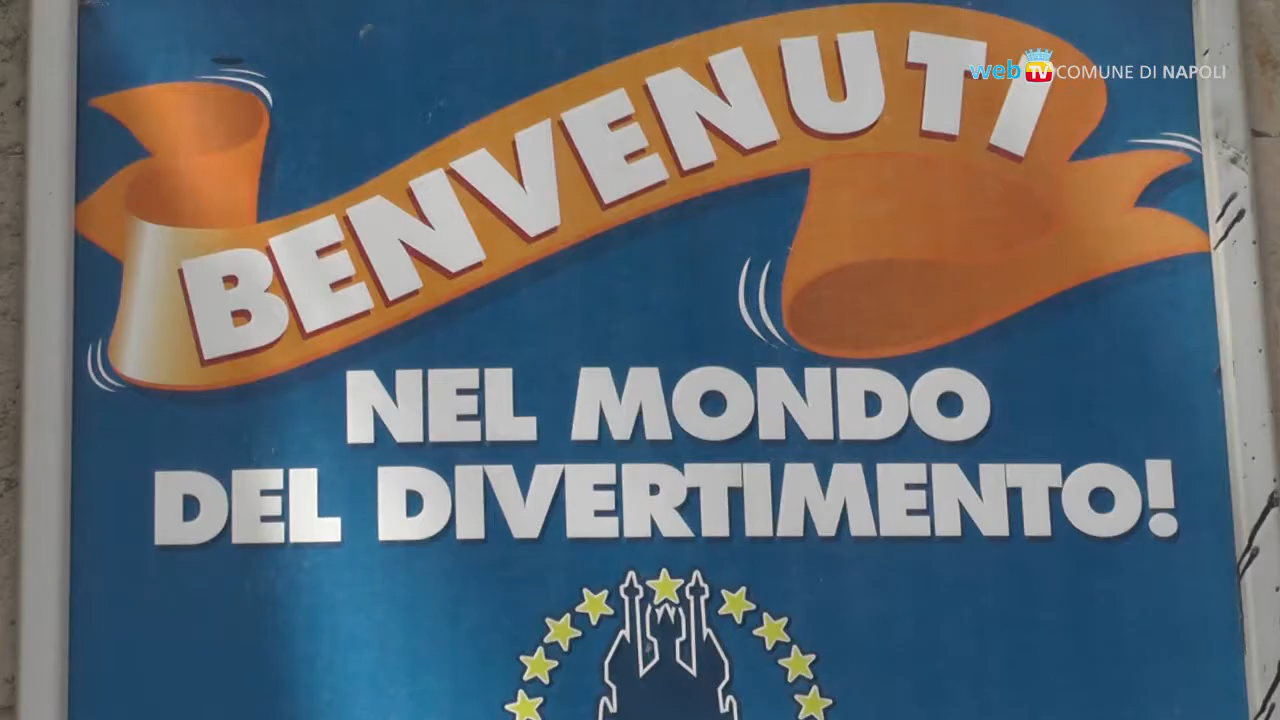 BENVENUTI
web TV COMUNE DI NAPOLI
NEL MONDO
DEL DIVERTIMENTO!